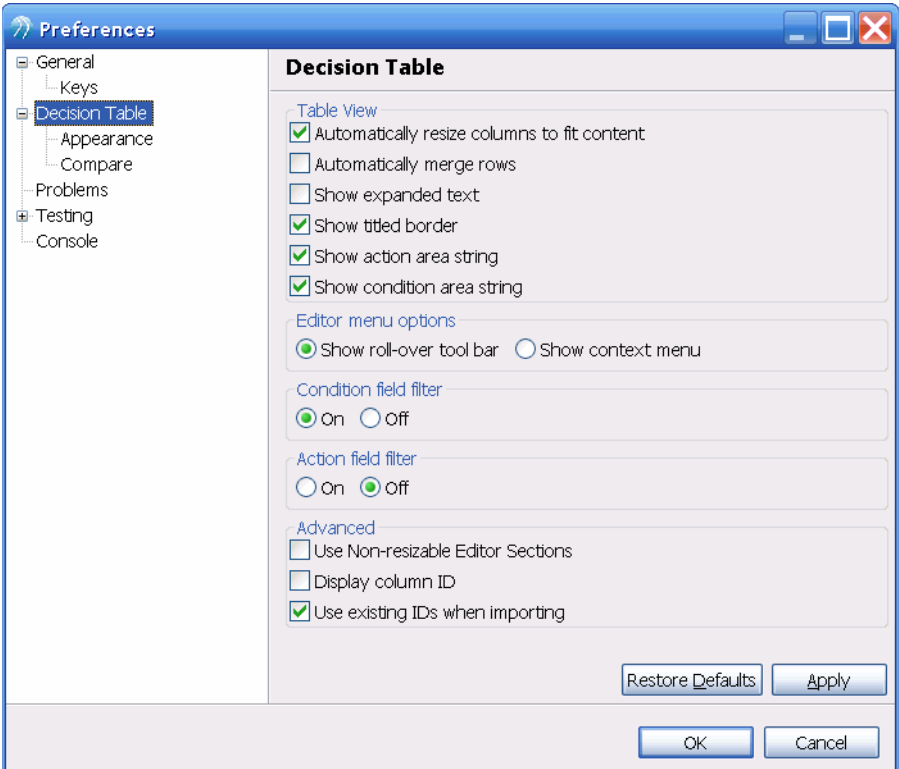 Preferences
General
Keys
Decision Table
Appearance
Compare
Problems
Testing
Console
Decision Table
Table View
Automatically resize columns to fit content
Automatically merge rows
Show expanded text
Show titled border
Show action area string
Show condition area string
Editor menu options
Show roll-over tool bar Show context menu
Condition field filter
On Off
Action field filter
On Off
Advanced
Use Non-resizable Editor Sections
Display column ID
Use existing IDs when importing
Restore Defaults Apply
OK Cancel